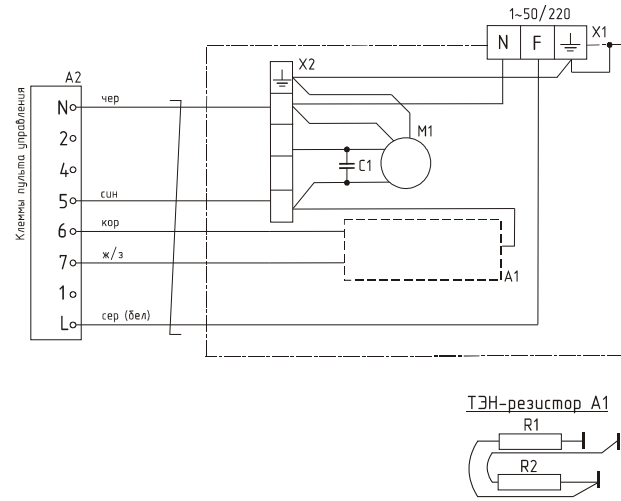 1~50/220
X1
N
F
X2
A2
Клеммы пульта управления
N
чер
2
4
5
син
6
кор
7
ж/з
1
L
сер (бел)
M1
C1
A1
ТЭН-резистор А1
R1
R2